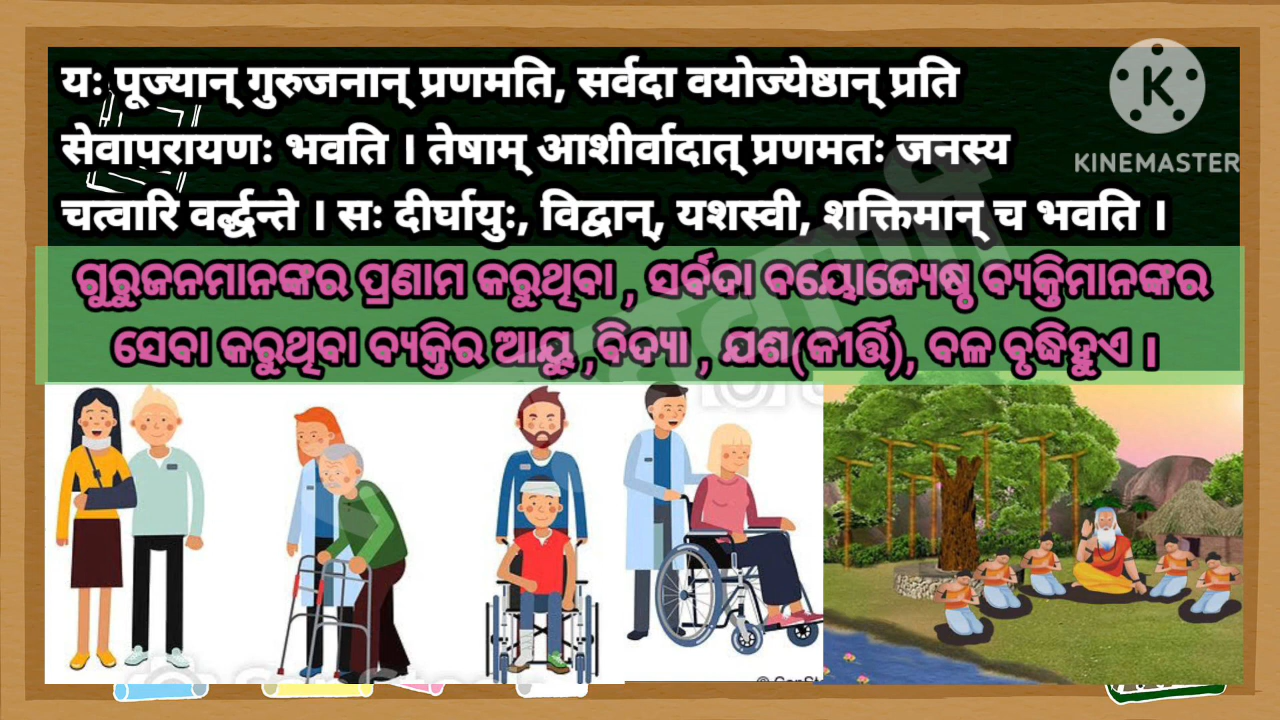 यः पूज्यान् गुरुजनान् प्रणमति, सर्वदा वयोज्येष्ठान् प्रति
सेवापरायणः भवति । तेषाम् आशीर्वादात् प्रणमतः जनस्य
चत्वारि वर्द्धन्ते । सः दीर्घायुः, विद्वान्, यशस्वी, शक्तिमान् च भवति ।
K
KINEMASTER
ଗୁରୁଜନମାନଙ୍କର ପ୍ରଣାମ କରୁଥିବା , ସର୍ବଦା ବୟୋଜ୍ୟେଷ୍ଠ ବ୍ୟକ୍ତିମାନଙ୍କର
ସେବା କରୁଥିବା ବ୍ୟକ୍ତିର ଆୟୁ ,ବିଦ୍ୟା , ଯଶ(କୀର୍ତ୍ତି), ବଳ ବୃଦ୍ଧିହୁଏ ।